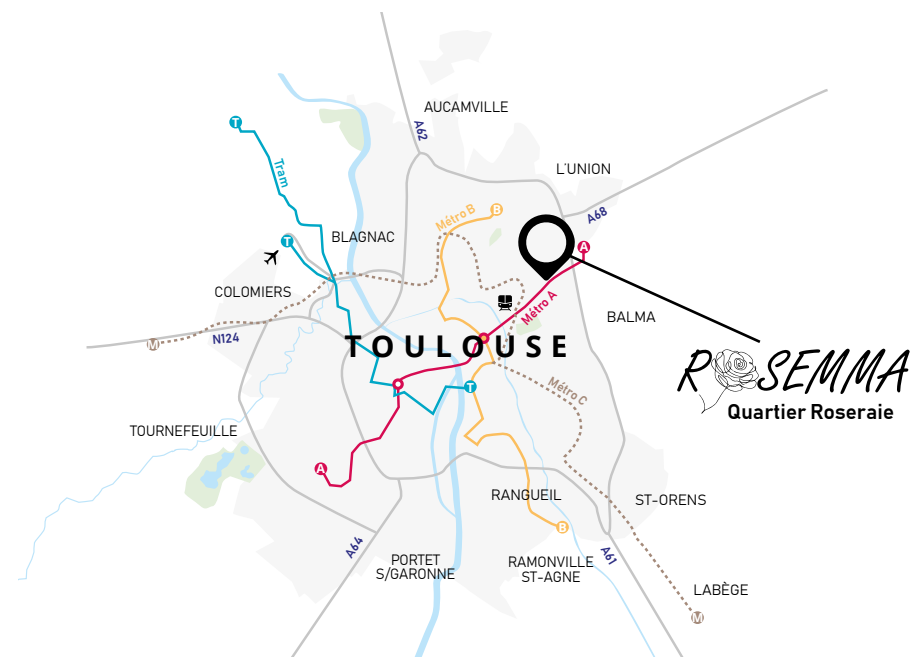 AUCAMVILLE
A62
L'UNION
T
Tram
A68
Métro B
B
A
T
BLAGNAC
COLOMIERS
Métro A
BALMA
N124
M
TOULOUSE
ROSEMMA
Quartier Roseraie
T
Métro C
TOURNEFEUILLE
A
RANGUEIL
ST-ORENS
B
A64
A61
PORTET
S/GARONNE
RAMONVILLE
ST-AGNE
LABÈGE
M